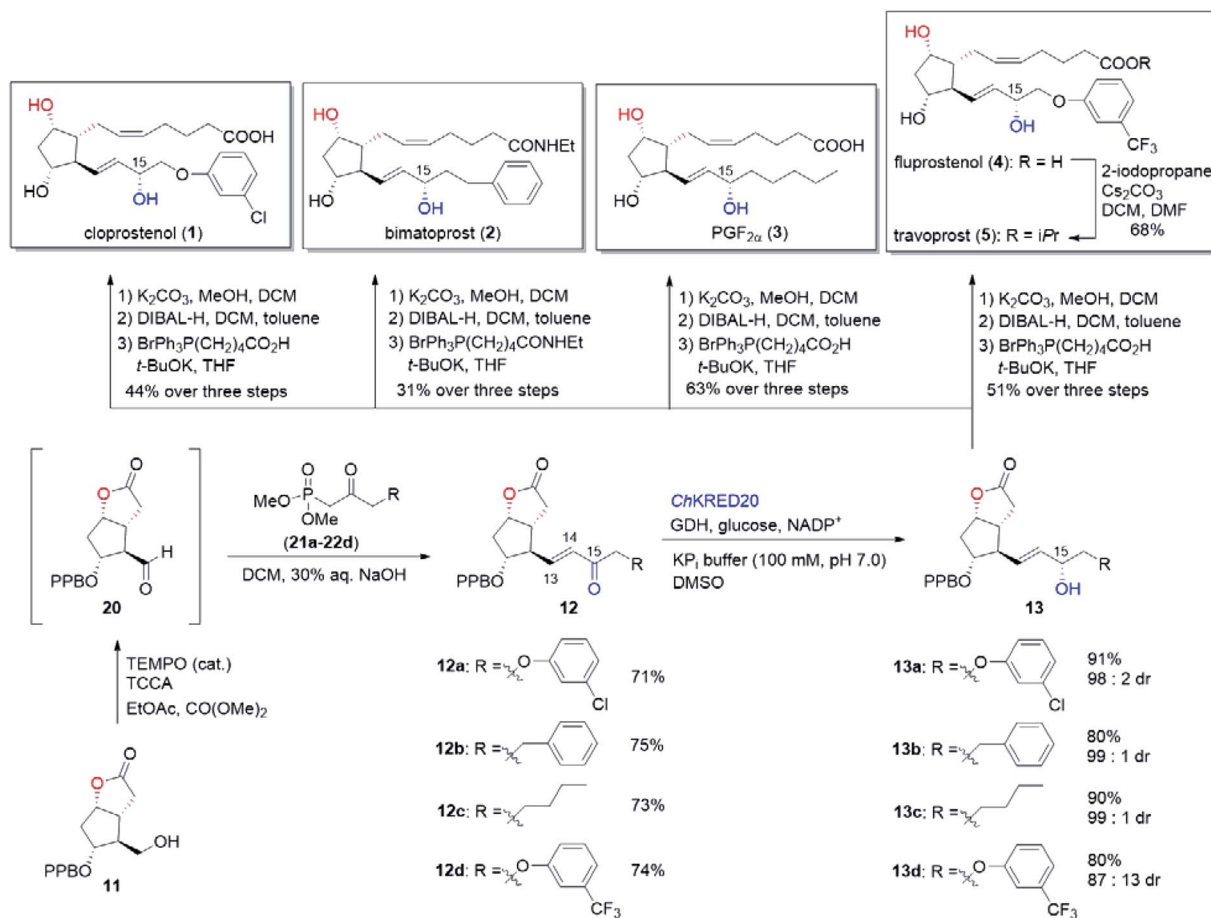 HO
COOH
15
O
HO
OH
Cl
cloprostenol (1)
HO
CONHEt
15
HO
OH
bimatoprost (2)
HO
COOH
15
HO
OH
PGF2α (3)
HO
COOR
15
O
HO
OH
CF3
fluprostenol (4): R = H
2-iodopropane
Cs2CO3
DCM, DMF
68%
travoprost (5): R = iPr
1) K2CO3, MeOH, DCM
2) DIBAL-H, DCM, toluene
3) BrPh3P(CH2)4CO2H
t-BuOK, THF
44% over three steps
1) K2CO3, MeOH, DCM
2) DIBAL-H, DCM, toluene
3) BrPh3P(CH2)4CONHEt
t-BuOK, THF
31% over three steps
1) K2CO3, MeOH, DCM
2) DIBAL-H, DCM, toluene
3) BrPh3P(CH2)4CO2H
t-BuOK, THF
63% over three steps
1) K2CO3, MeOH, DCM
2) DIBAL-H, DCM, toluene
3) BrPh3P(CH2)4CO2H
t-BuOK, THF
51% over three steps
O
O
H
PPBO
O
20
O O
MeO P R
OMe
(21a-22d)
DCM, 30% aq. NaOH
O
O
14
15
R
PPBO
13
O
12
ChKRED20
GDH, glucose, NADP+
KPi buffer (100 mM, pH 7.0)
DMSO
O
O
15
R
PPBO
OH
13
TEMPO (cat.)
TCCA
EtOAc, CO(OMe)2
O
O
OH
PPBO
11
12a: R = O
Cl
71%
12b: R =
75%
12c: R =
73%
12d: R = O
CF3
74%
13a: R = O
Cl
91%
98 : 2 dr
13b: R =
80%
99 : 1 dr
13c: R =
90%
99 : 1 dr
13d: R = O
CF3
80%
87 : 13 dr